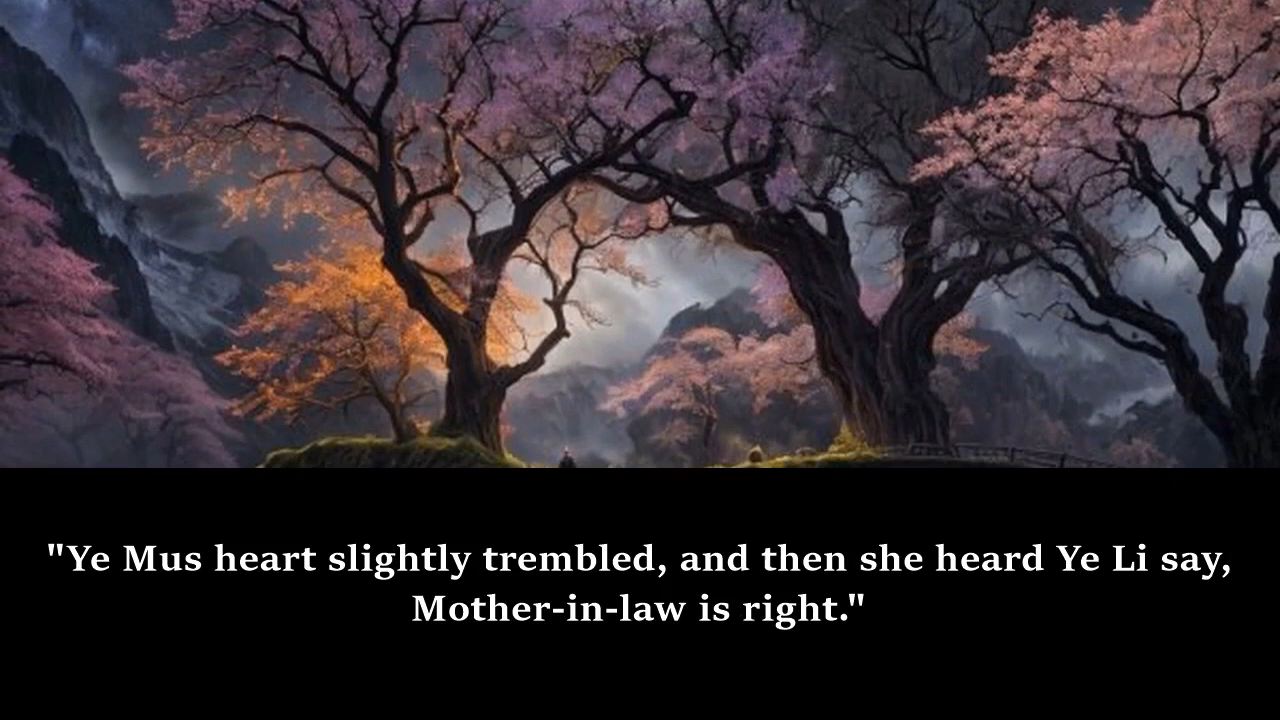 "Ye Mus heart slightly trembled, and then she heard Ye Li say,
Mother-in-law is right."